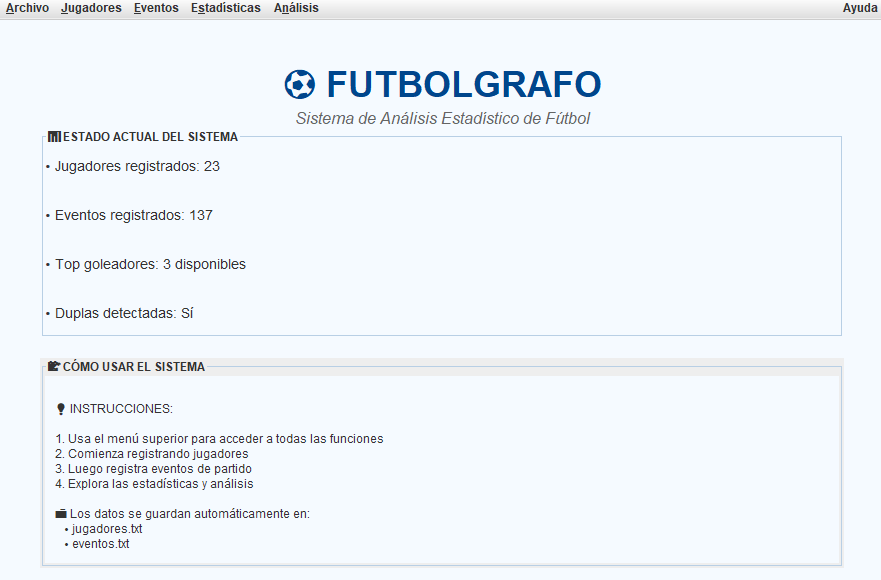 Archivo Jugadores Eventos Estadísticas Análisis Ayuda
FUTBOLGRAFO
Sistema de Análisis Estadístico de Fútbol
ESTADO ACTUAL DEL SISTEMA
• Jugadores registrados: 23
• Eventos registrados: 137
• Top goleadores: 3 disponibles
• Duplas detectadas: Sí
CÓMO USAR EL SISTEMA
INSTRUCCIONES:
1. Usa el menú superior para acceder a todas las funciones
2. Comienza registrando jugadores
3. Luego registra eventos de partido
4. Explora las estadísticas y análisis
Los datos se guardan automáticamente en:
• jugadores.txt
• eventos.txt